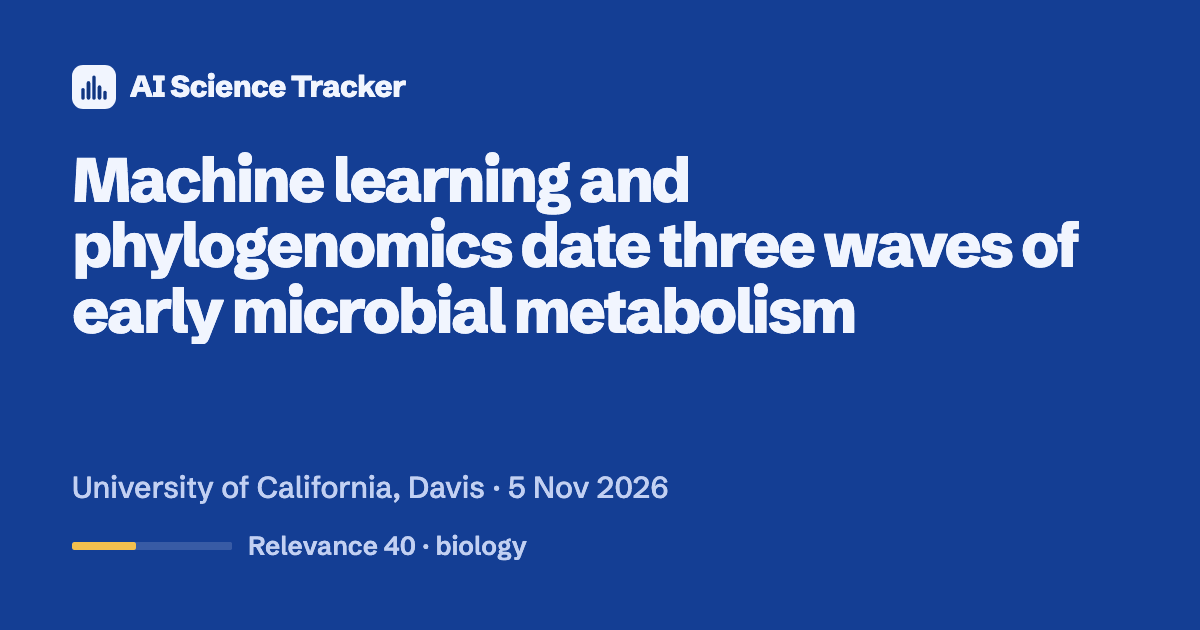 AI Science Tracker
Machine learning and
phylogenomics date three waves of
early microbial metabolism
University of California, Davis · 5 Nov 2026
Relevance 40 · biology